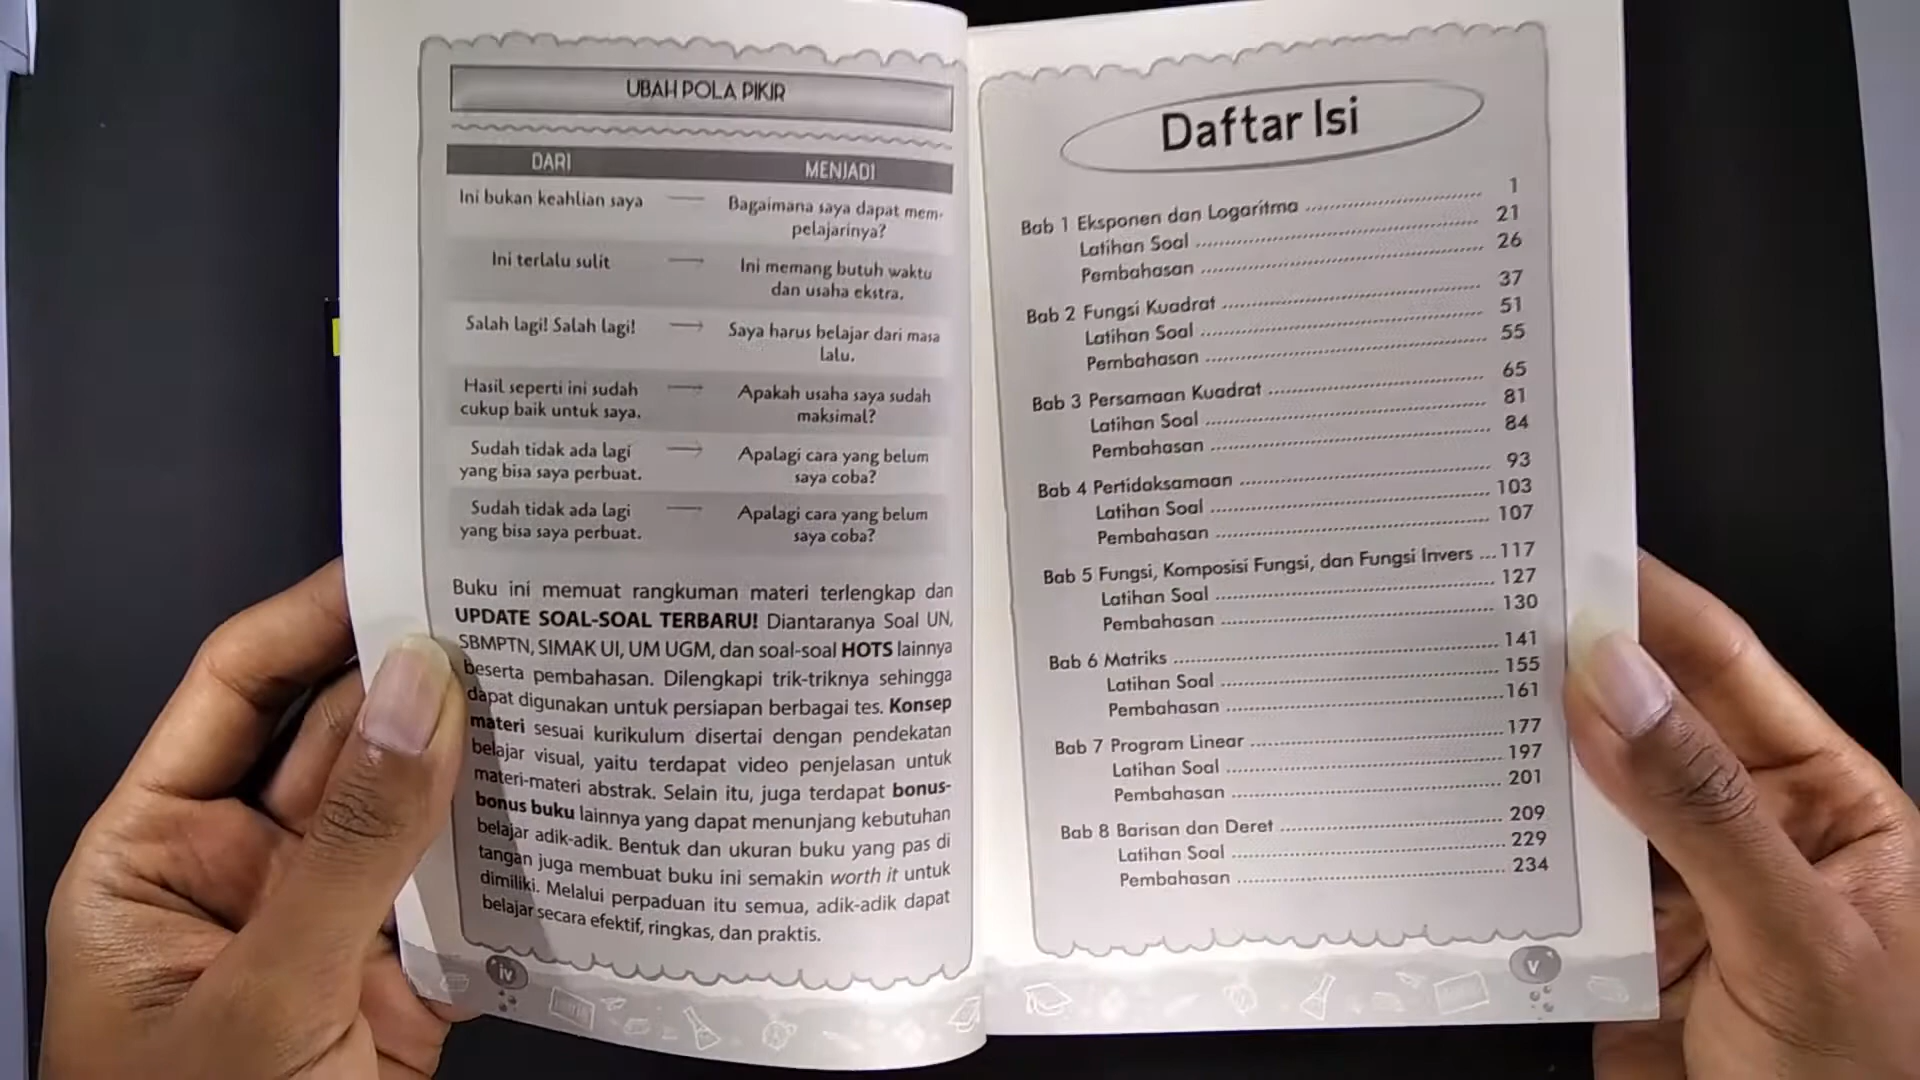 UBAH POLA PIKIR
DARI MENJADI
Ini bukan keahlian saya → Bagaimana saya dapat mem-
pelajarinya?
Ini terlalu sulit → Ini memang butuh waktu
dan usaha ekstra.
Salah lagi! Salah lagi! → Saya harus belajar dari masa
lalu.
Hasil seperti ini sudah → Apakah usaha saya sudah
cukup baik untuk saya. maksimal?
Sudah tidak ada lagi → Apalagi cara yang belum
yang bisa saya perbuat. saya coba?
Sudah tidak ada lagi → Apalagi cara yang belum
yang bisa saya perbuat. saya coba?
Buku ini memuat rangkuman materi terlengkap dan
UPDATE SOAL-SOAL TERBARU! Diantaranya Soal UN,
SBMPTN, SIMAK UI, UM UGM, dan soal-soal HOTS lainnya
beserta pembahasan. Dilengkapi trik-triknya sehingga
dapat digunakan untuk persiapan berbagai tes. Konsep
materi sesuai kurikulum disertai dengan pendekatan
belajar visual, yaitu terdapat video penjelasan untuk
materi-materi abstrak. Selain itu, juga terdapat bonus-
bonus buku lainnya yang dapat menunjang kebutuhan
belajar adik-adik. Bentuk dan ukuran buku yang pas di
tangan juga membuat buku ini semakin worth it untuk
dimiliki. Melalui perpaduan itu semua, adik-adik dapat
belajar secara efektif, ringkas, dan praktis.
iv
Daftar Isi
Bab 1 Eksponen dan Logaritma ........ 1
Latihan Soal ........ 21
Pembahasan ........ 26
Bab 2 Fungsi Kuadrat ........ 37
Latihan Soal ........ 51
Pembahasan ........ 55
Bab 3 Persamaan Kuadrat ........ 65
Latihan Soal ........ 81
Pembahasan ........ 84
Bab 4 Pertidaksamaan ........ 93
Latihan Soal ........ 103
Pembahasan ........ 107
Bab 5 Fungsi, Komposisi Fungsi, dan Fungsi Invers ...117
Latihan Soal ........ 127
Pembahasan ........ 130
Bab 6 Matriks ........ 141
Latihan Soal ........ 155
Pembahasan ........ 161
Bab 7 Program Linear ........ 177
Latihan Soal ........ 197
Pembahasan ........ 201
Bab 8 Barisan dan Deret ........ 209
Latihan Soal ........ 229
Pembahasan ........ 234
v